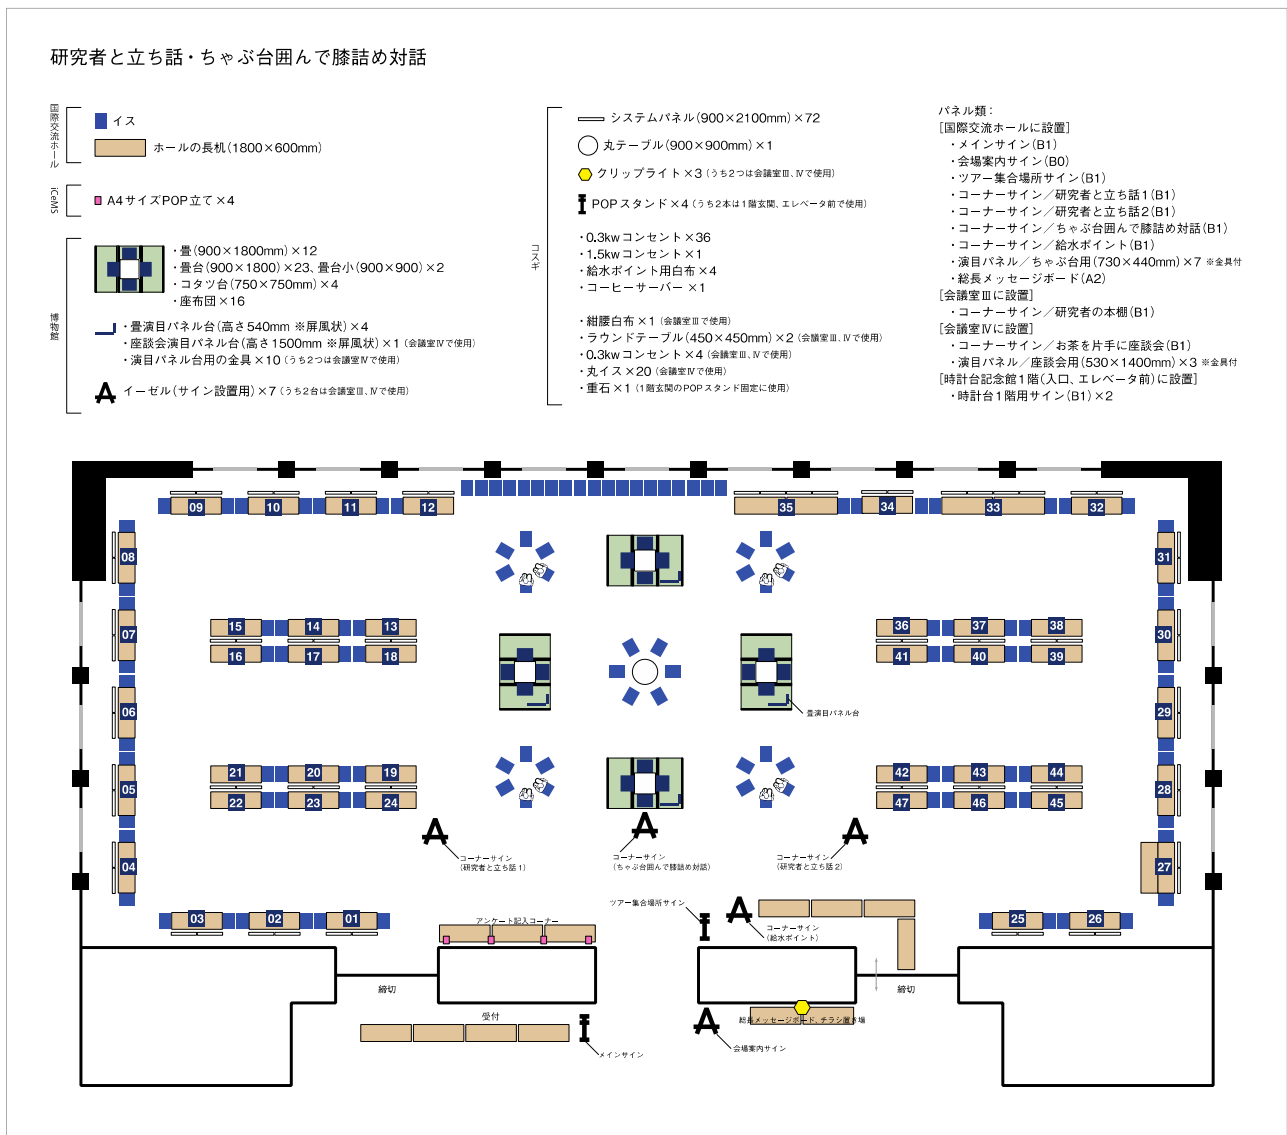 研究者と立ち話・ちゃぶ台囲んで膝詰め対話
国際交流ホール
イス
ホールの長机(1800×600mm)
iCeMS
A4サイズPOP立て×4
博物館
・畳(900×1800mm)×12
・畳台(900×1800)×23、畳台小(900×900)×2
・コタツ台(750×750mm)×4
・座布団×16
・畳演目パネル台(高さ540mm ※屏風状)×4
・座談会演目パネル台(高さ1500mm ※屏風状)×1(会議室Ⅳで使用)
・演目パネル台用の金具×10(うち2つは会議室Ⅳで使用)
イーゼル(サイン設置用)×7(うち2台は会議室Ⅲ、Ⅳで使用)
コスギ
システムパネル(900×2100mm)×72
丸テーブル(900×900mm)×1
クリップライト×3(うち2つは会議室Ⅲ、Ⅳで使用)
POPスタンド×4(うち2本は1階玄関、エレベータ前で使用)
・0.3kwコンセント×36
・1.5kwコンセント×1
・給水ポイント用白布×4
・コーヒーサーバー ×1
・紺腰白布×1(会議室Ⅲで使用)
・ラウンドテーブル(450×450mm)×2(会議室Ⅲ、Ⅳで使用)
・0.3kwコンセント×4(会議室Ⅲ、Ⅳで使用)
・丸イス×20(会議室Ⅳで使用)
・重石×1(1階玄関のPOPスタンド固定に使用)
パネル類:
[国際交流ホールに設置]
・メインサイン(B1)
・会場案内サイン(B0)
・ツアー集合場所サイン(B1)
・コーナーサイン/研究者と立ち話1(B1)
・コーナーサイン/研究者と立ち話2(B1)
・コーナーサイン/ちゃぶ台囲んで膝詰め対話(B1)
・コーナーサイン/給水ポイント(B1)
・演目パネル/ちゃぶ台用(730×440mm)×7 ※金具付
・総長メッセージボード(A2)
[会議室Ⅲに設置]
・コーナーサイン/研究者の本棚(B1)
[会議室Ⅳに設置]
・コーナーサイン/お茶を片手に座談会(B1)
・演目パネル/座談会用(530×1400mm)×3 ※金具付
[時計台記念館1階(入口、エレベータ前)に設置]
・時計台1階用サイン(B1)×2
09 10 11 12 35 34 33 32
08 31
07 15 14 13 36 37 38 30
16 17 18 41 40 39
06 29
畳演目パネル台
05 21 20 19 42 43 44 28
22 23 24 47 46 45
04 27
コーナーサイン
(研究者と立ち話1)
コーナーサイン
(ちゃぶ台囲んで膝詰め対話)
コーナーサイン
(研究者と立ち話2)
ツアー集合場所サイン
03 02 01 25 26
アンケート記入コーナー
コーナーサイン
(給水ポイント)
締切
締切
受付
総長メッセージボード、チラシ置き場
メインサイン
会場案内サイン